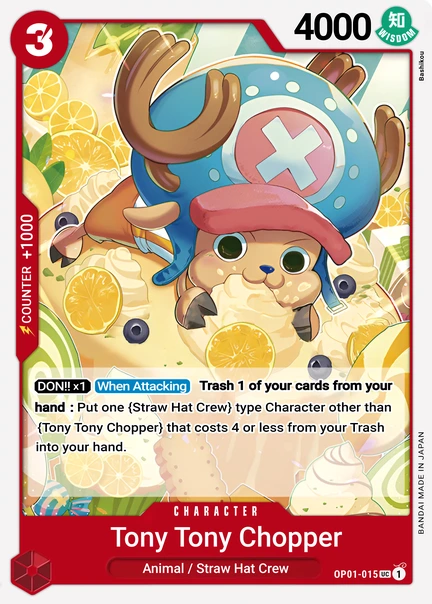 3
4000
知
WISDOM
Bashikou
COUNTER +1000
DON!! x1 When Attacking Trash 1 of your cards from your
hand : Put one {Straw Hat Crew} type Character other than
{Tony Tony Chopper} that costs 4 or less from your Trash
into your hand.
BANDAI MADE IN JAPAN
CHARACTER
Tony Tony Chopper
Animal / Straw Hat Crew
OP01-015 UC 1